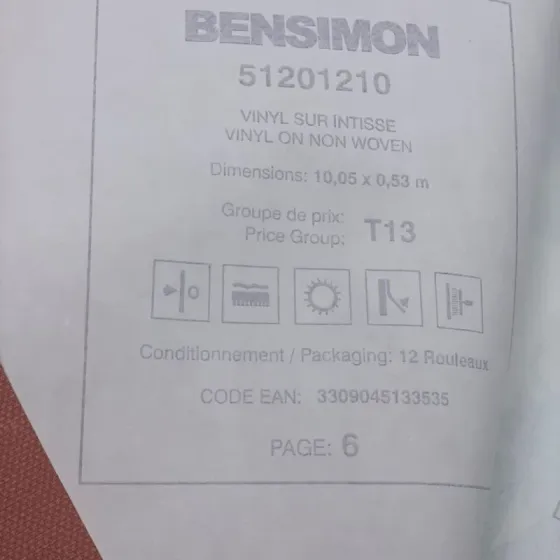 BENSIMON
51201210
VINYL SUR INTISSE
VINYL ON NON WOVEN
Dimensions: 10,05 x 0,53 m
Groupe de prix:
Price Group: T13
Conditionnement / Packaging: 12 Rouleaux
CODE EAN: 3309045133535
PAGE: 6